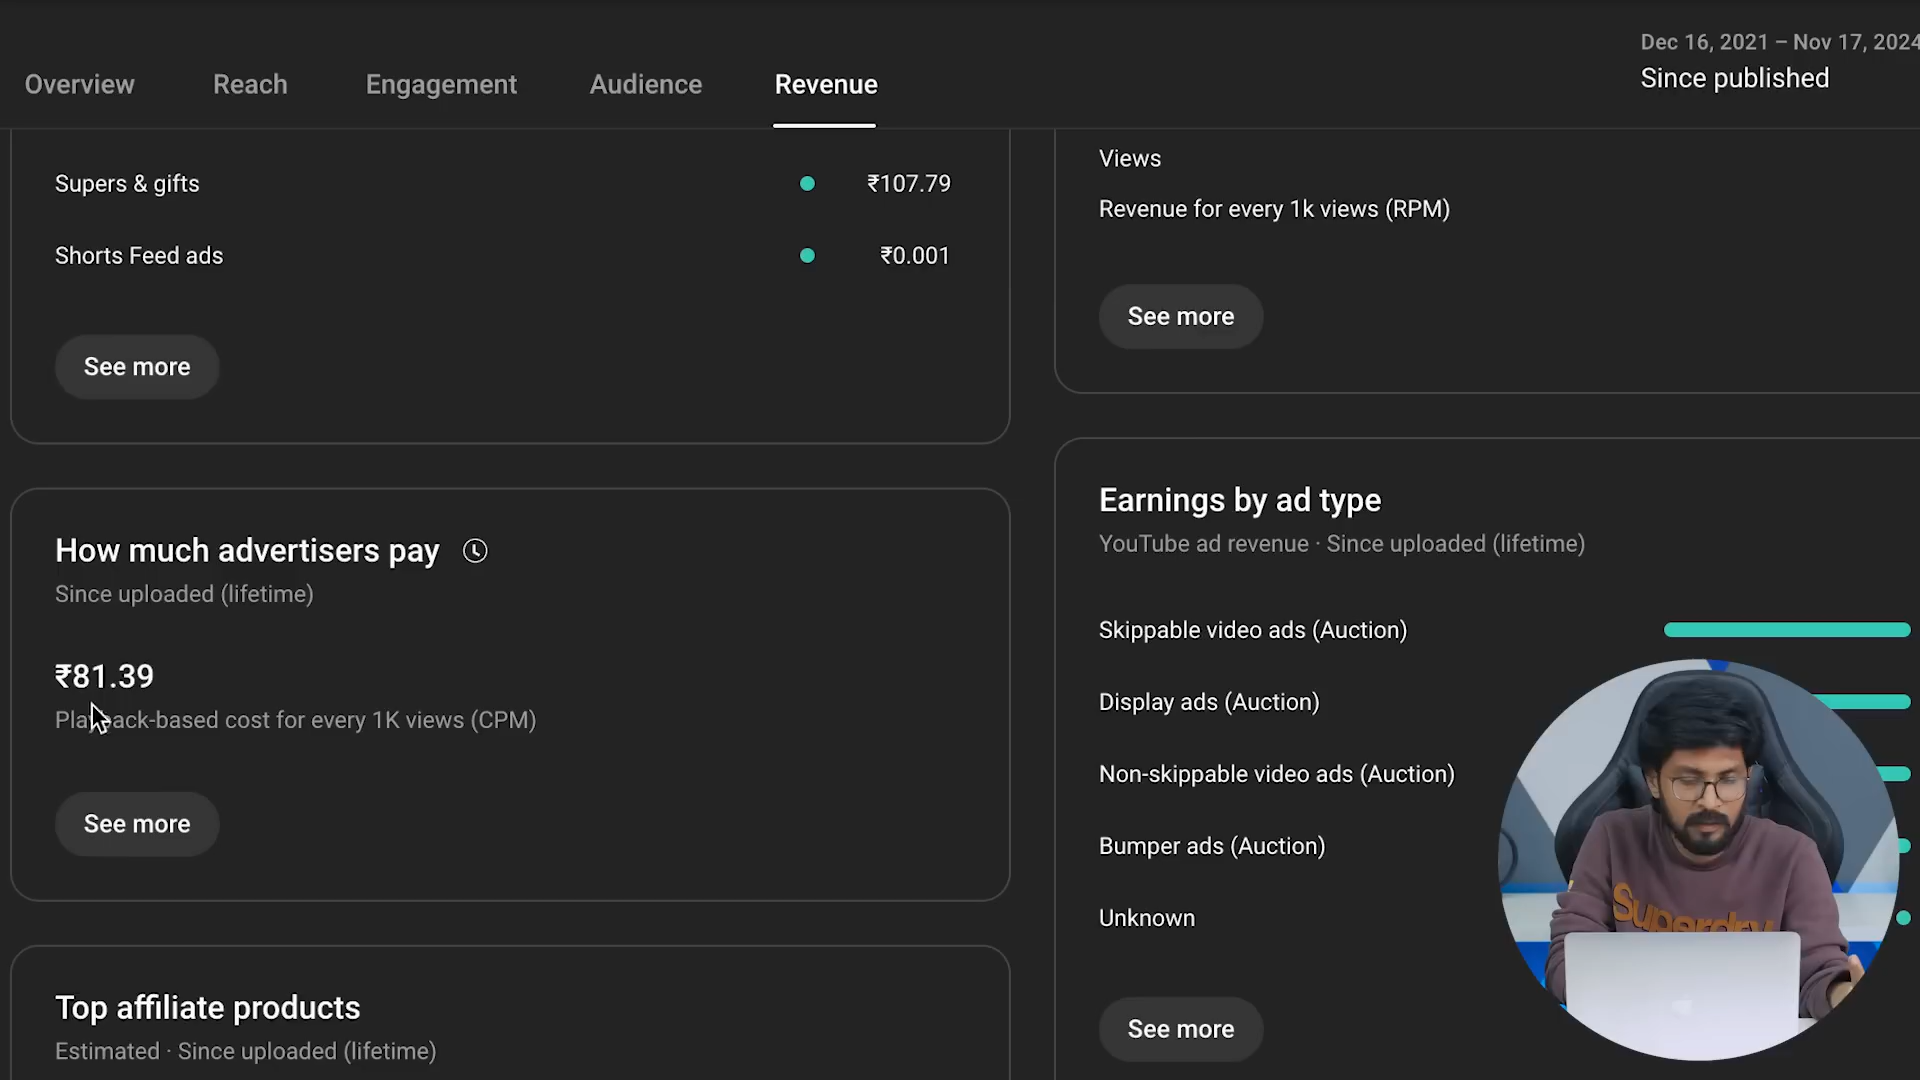 Dec 16, 2021 – Nov 17, 2024
Since published
Overview
Reach
Engagement
Audience
Revenue
Supers & gifts
₹107.79
Shorts Feed ads
₹0.001
See more
Views
Revenue for every 1k views (RPM)
See more
How much advertisers pay
Since uploaded (lifetime)
₹81.39
Playback-based cost for every 1K views (CPM)
See more
Earnings by ad type
YouTube ad revenue · Since uploaded (lifetime)
Skippable video ads (Auction)
Display ads (Auction)
Non-skippable video ads (Auction)
Bumper ads (Auction)
Unknown
See more
Top affiliate products
Estimated · Since uploaded (lifetime)
Superdry